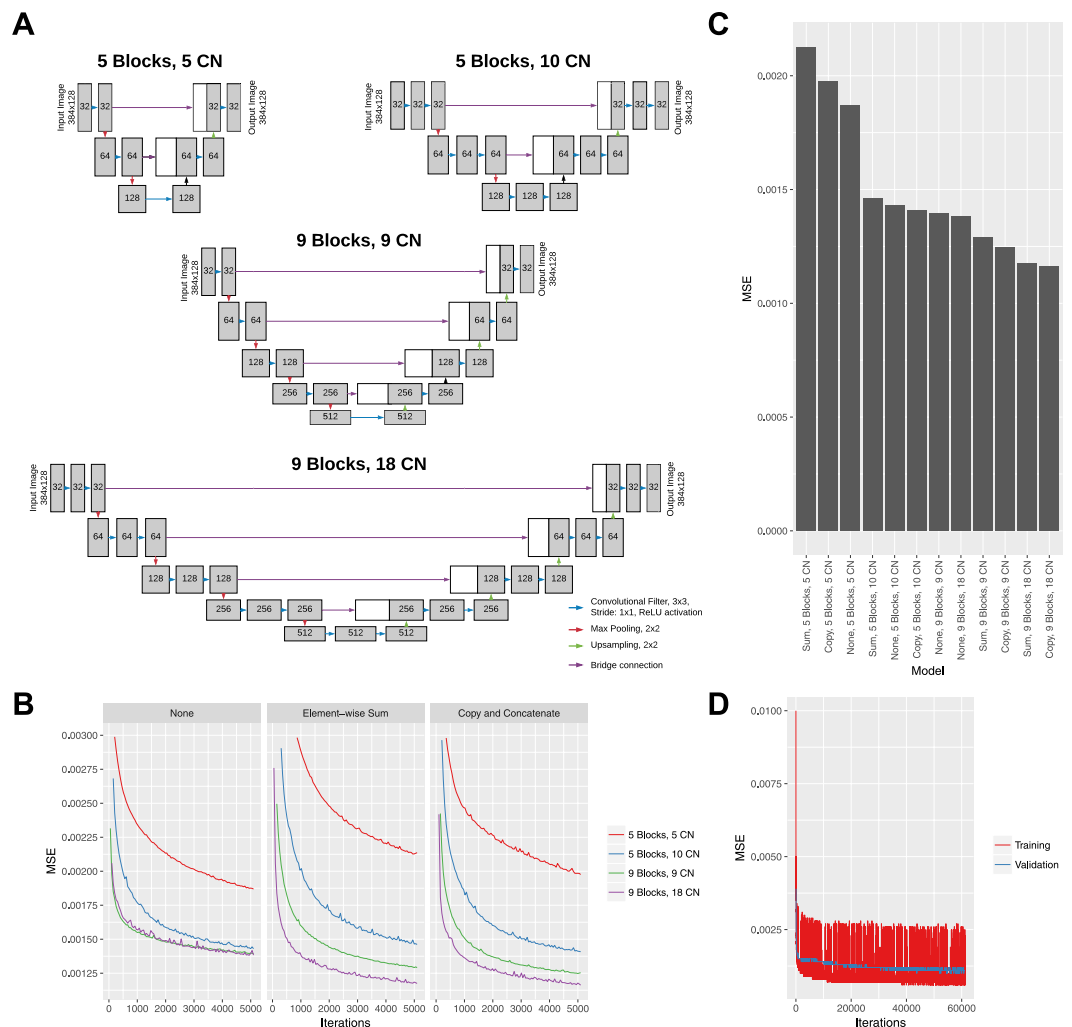 A
5 Blocks, 5 CN
Input Image
384x128
32 32 32 32
Output Image
384x128
64 64 64 64
128 128
5 Blocks, 10 CN
Input Image
384x128
32 32 32 32 32 32
Output Image
384x128
64 64 64 64 64 64
128 128 128
9 Blocks, 9 CN
Input Image
384x128
32 32 32 32
Output Image
384x128
64 64 64 64
128 128 128 128
256 256 256 256
512 512
9 Blocks, 18 CN
Input Image
384x128
32 32 32 32 32 32
Output Image
384x128
64 64 64 64 64 64
128 128 128 128 128 128
256 256 256 256 256 256
512 512 512
Convolutional Filter, 3x3,
Stride: 1x1, ReLU activation
Max Pooling, 2x2
Upsampling, 2x2
Bridge connection
B
None
Element−wise Sum
Copy and Concatenate
MSE
0.00300
0.00275
0.00250
0.00225
0.00200
0.00175
0.00150
0.00125
0 1000 2000 3000 4000 5000
0 1000 2000 3000 4000 5000
0 1000 2000 3000 4000 5000
Iterations
5 Blocks, 5 CN
5 Blocks, 10 CN
9 Blocks, 9 CN
9 Blocks, 18 CN
C
MSE
0.0020
0.0015
0.0010
0.0005
0.0000
Sum, 5 Blocks, 5 CN
Copy, 5 Blocks, 5 CN
None, 5 Blocks, 5 CN
Sum, 5 Blocks, 10 CN
None, 5 Blocks, 10 CN
Copy, 5 Blocks, 10 CN
None, 9 Blocks, 9 CN
None, 9 Blocks, 18 CN
Sum, 9 Blocks, 9 CN
Copy, 9 Blocks, 9 CN
Sum, 9 Blocks, 18 CN
Copy, 9 Blocks, 18 CN
Model
D
MSE
0.0100
0.0075
0.0050
0.0025
0 20000 40000 60000
Iterations
Training
Validation